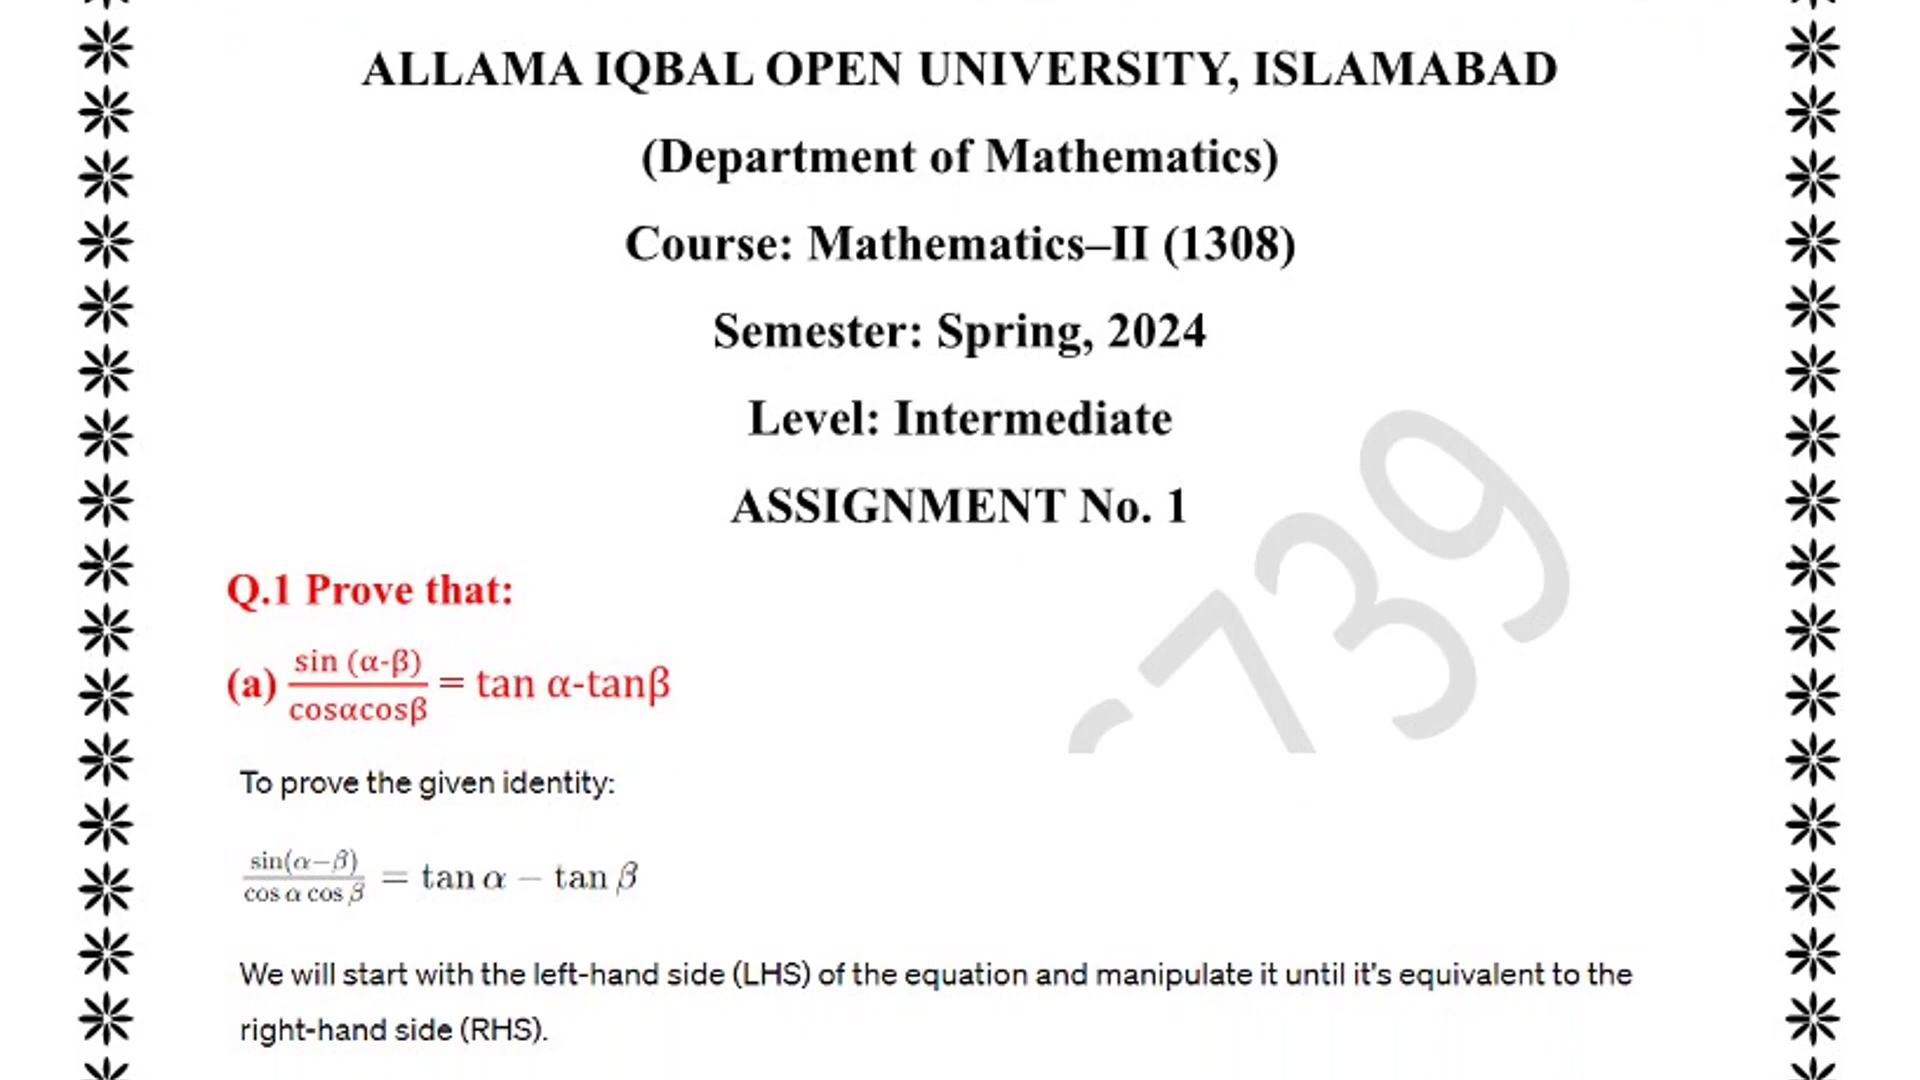 ALLAMA IQBAL OPEN UNIVERSITY, ISLAMABAD
(Department of Mathematics)
Course: Mathematics–II (1308)
Semester: Spring, 2024
Level: Intermediate
ASSIGNMENT No. 1
Q.1 Prove that:
(a) sin (α-β) / cosαcosβ = tan α-tanβ
To prove the given identity:
sin(α−β) / cos α cos β = tan α − tan β
We will start with the left-hand side (LHS) of the equation and manipulate it until it's equivalent to the
right-hand side (RHS).
739